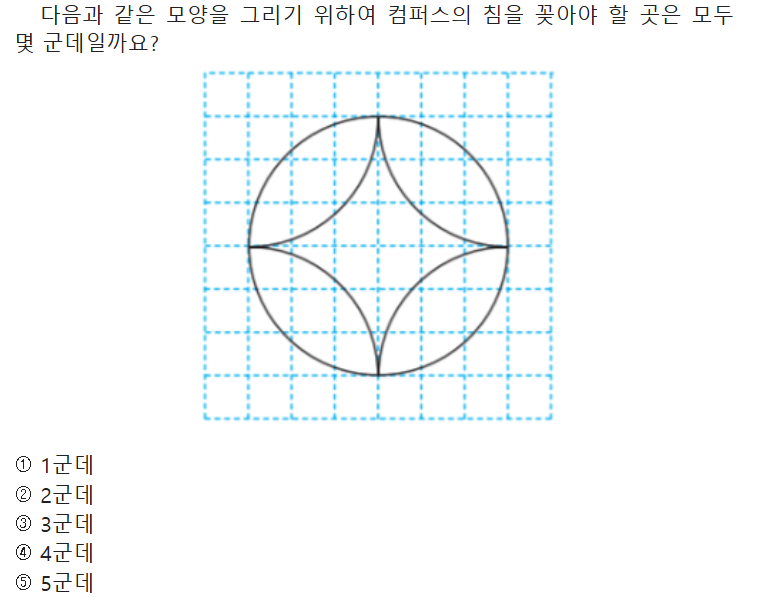 다음과 같은 모양을 그리기 위하여 컴퍼스의 침을 꽂아야 할 곳은 모두
몇 군데일까요?
① 1군데
② 2군데
③ 3군데
④ 4군데
⑤ 5군데